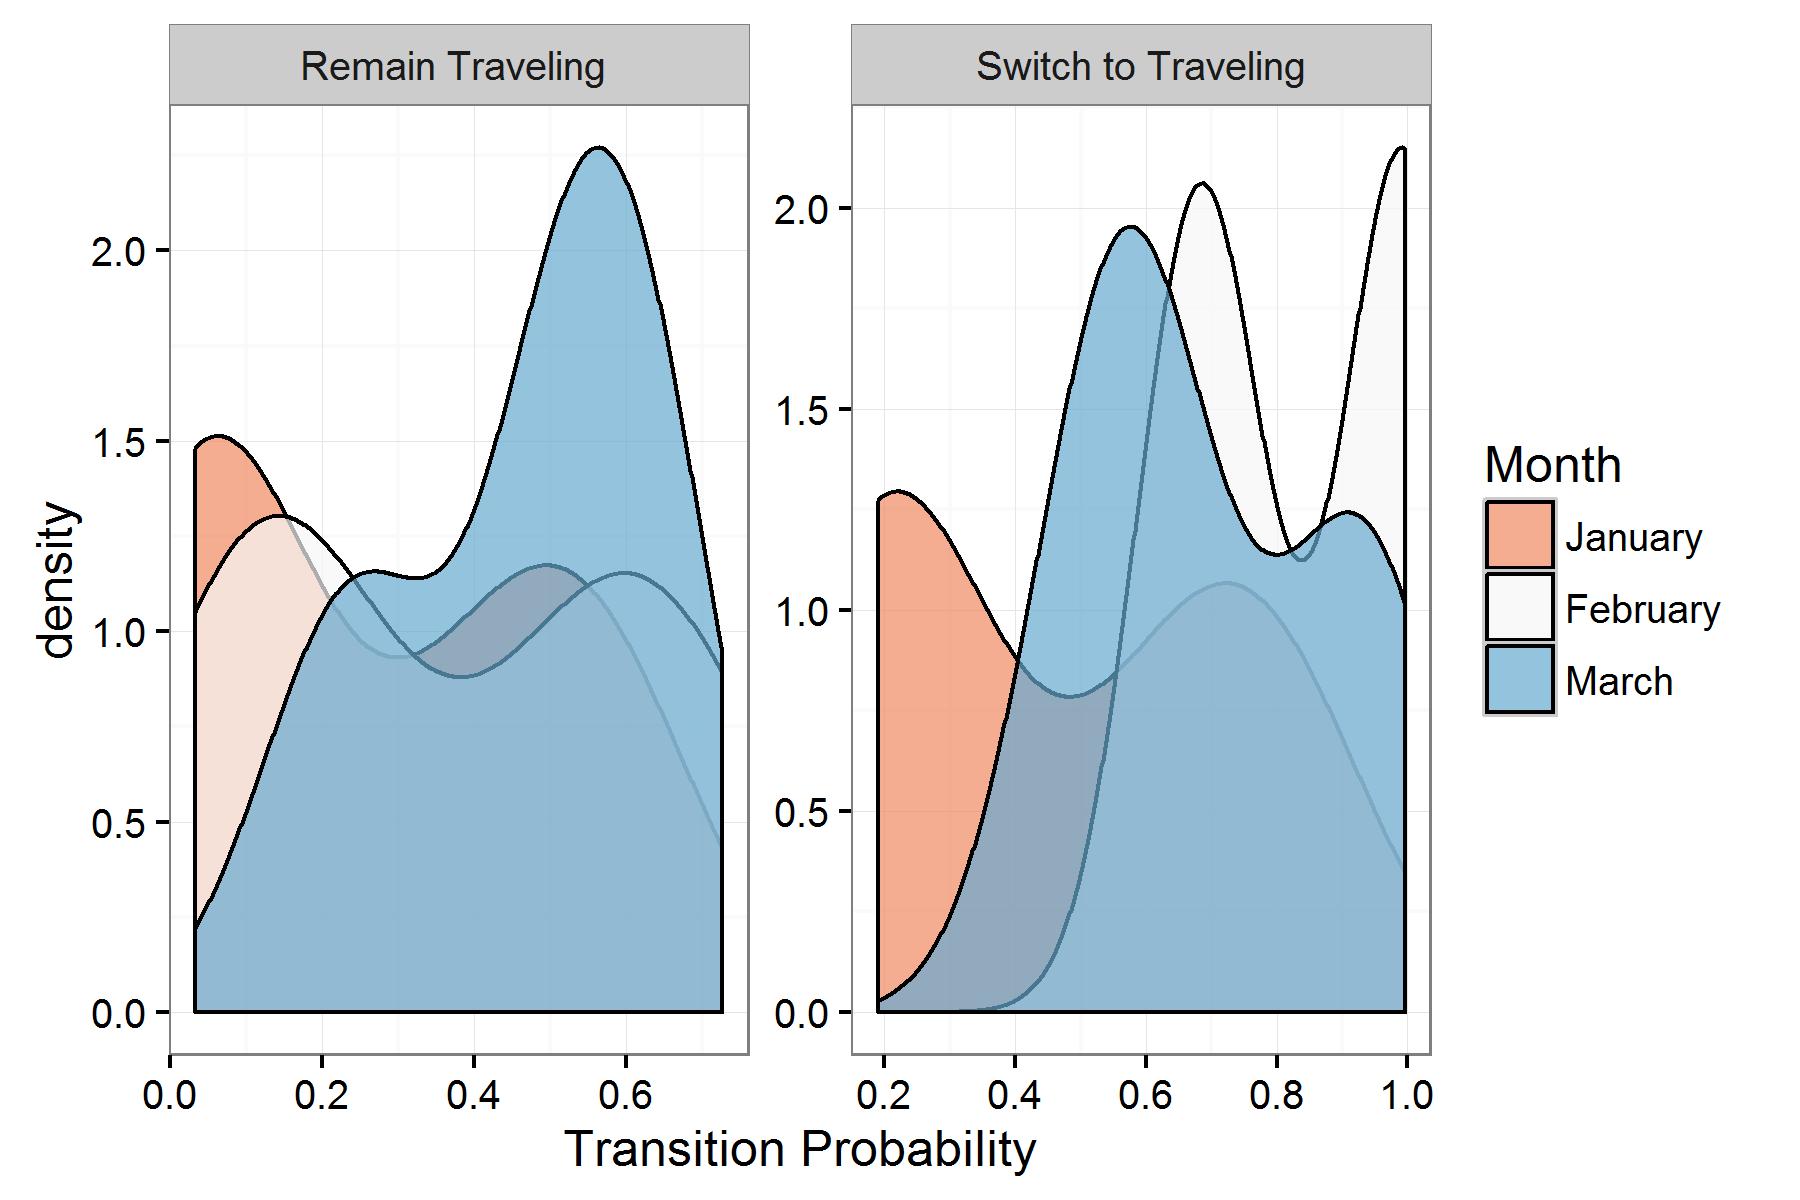 Remain Traveling
Switch to Traveling
density
2.0
1.5
1.0
0.5
0.0
2.0
1.5
1.0
0.5
0.0
0.0 0.2 0.4 0.6
0.2 0.4 0.6 0.8 1.0
Transition Probability
Month
January
February
March